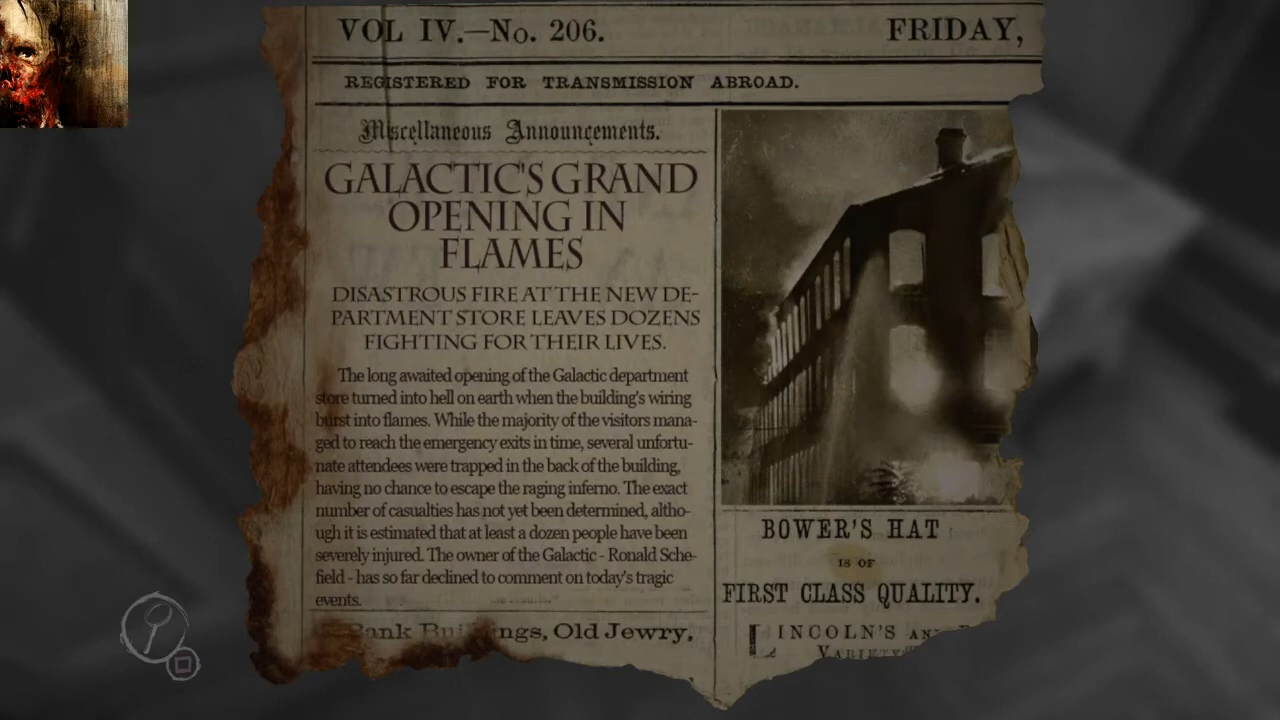 VOL IV.—No. 206.
FRIDAY,
REGISTERED FOR TRANSMISSION ABROAD.
Miscellaneous Announcements.
GALACTIC'S GRAND
OPENING IN
FLAMES
DISASTROUS FIRE AT THE NEW DE-
PARTMENT STORE LEAVES DOZENS
FIGHTING FOR THEIR LIVES.
The long awaited opening of the Galactic department
store turned into hell on earth when the building's wiring
burst into flames. While the majority of the visitors mana-
ged to reach the emergency exits in time, several unfortu-
nate attendees were trapped in the back of the building,
having no chance to escape the raging inferno. The exact
number of casualties has not yet been determined, altho-
ugh it is estimated that at least a dozen people have been
severely injured. The owner of the Galactic - Ronald Sche-
field - has so far declined to comment on today's tragic
events.
Bank Buildings, Old Jewry,
BOWER'S HAT
IS OF
FIRST CLASS QUALITY.
LINCOLN'S AND